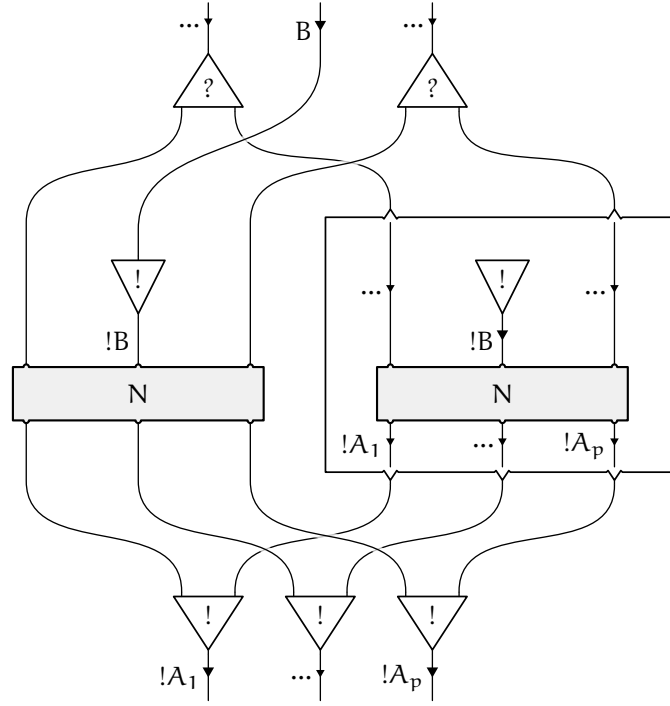 ... B ...
? ?
! !
... ...
!B !B
N N
!A₁ ... !Aₚ
! ! !
!A₁ ... !Aₚ